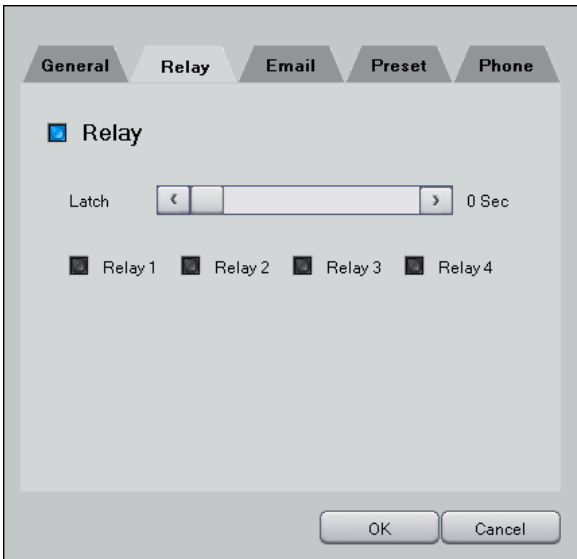 General Relay Email Preset Phone
Relay
Latch 0 Sec
Relay 1 Relay 2 Relay 3 Relay 4
OK Cancel